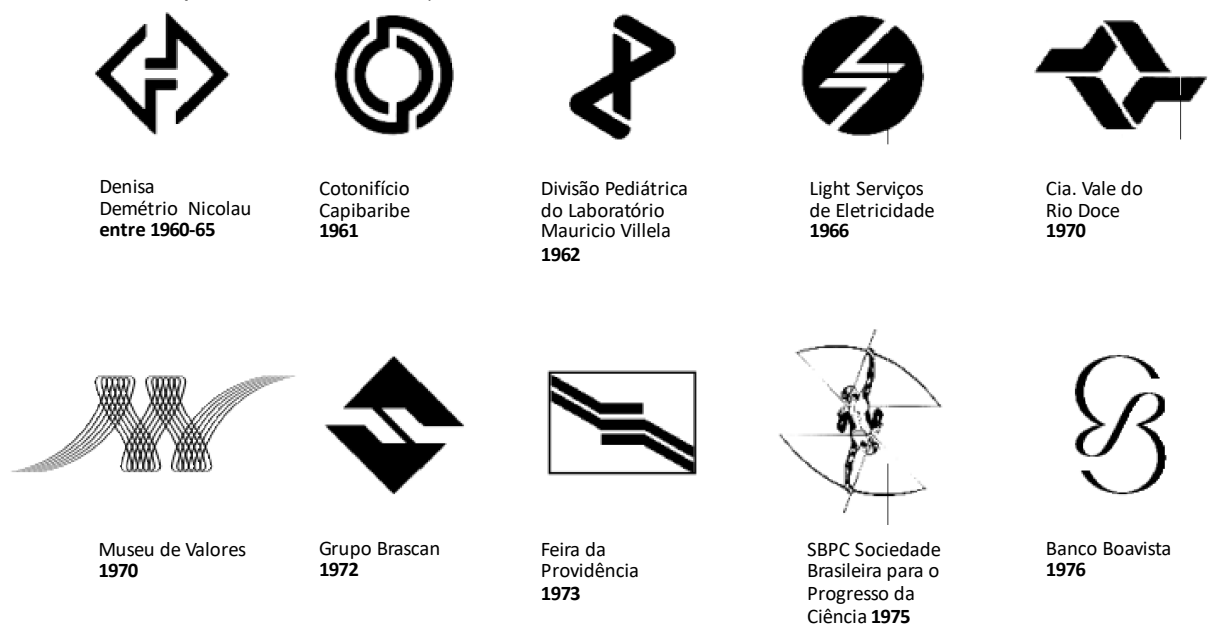 Denisa
Demétrio Nicolau
entre 1960-65
Cotonifício
Capibaribe
1961
Divisão Pediátrica
do Laboratório
Mauricio Villela
1962
Light Serviços
de Eletricidade
1966
Cia. Vale do
Rio Doce
1970
Museu de Valores
1970
Grupo Brascan
1972
Feira da
Providência
1973
SBPC Sociedade
Brasileira para o
Progresso da
Ciência 1975
Banco Boavista
1976